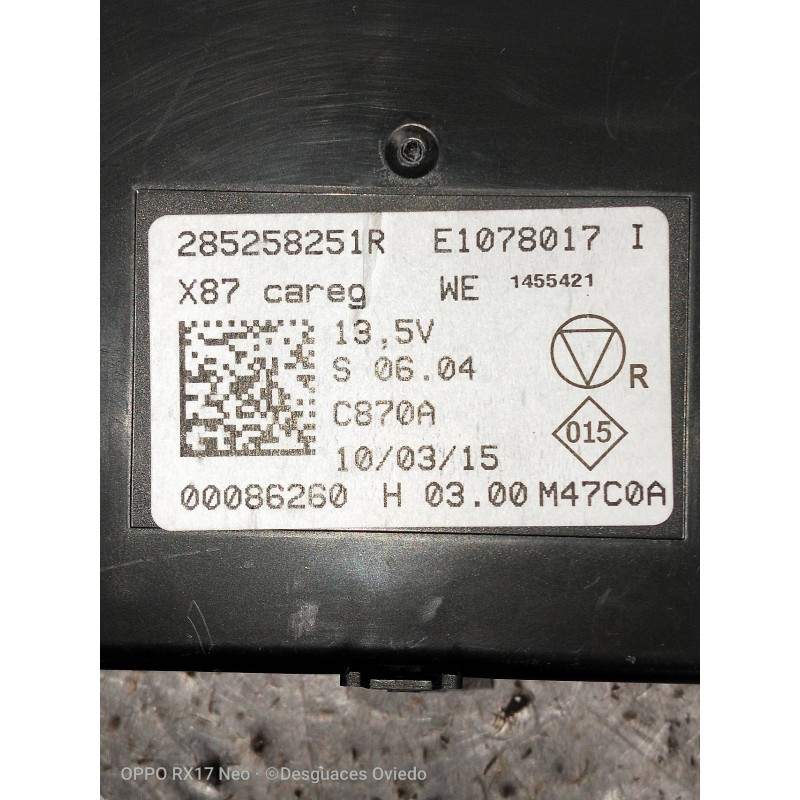 285258251R E1078017 I
X87 careg WE 1455421
13,5V
S 06.04
R
C870A
015
10/03/15
00086260 H 03.00 M47C0A
OPPO RX17 Neo · ©Desguaces Oviedo